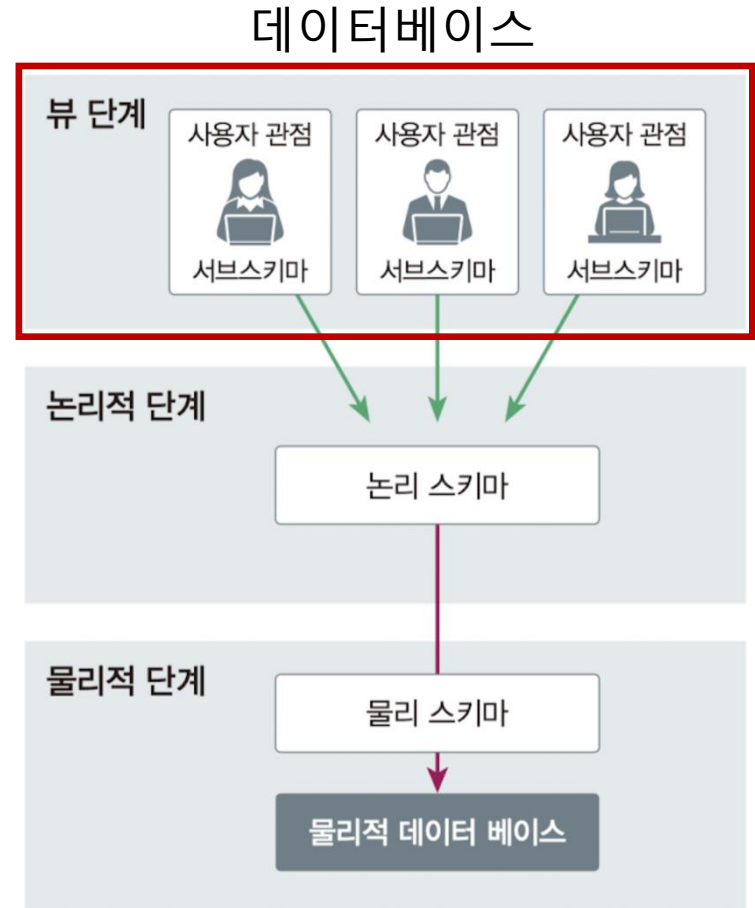 데이터베이스
뷰 단계
사용자 관점 사용자 관점 사용자 관점
서브스키마 서브스키마 서브스키마
논리적 단계
논리 스키마
물리적 단계
물리 스키마
물리적 데이터 베이스